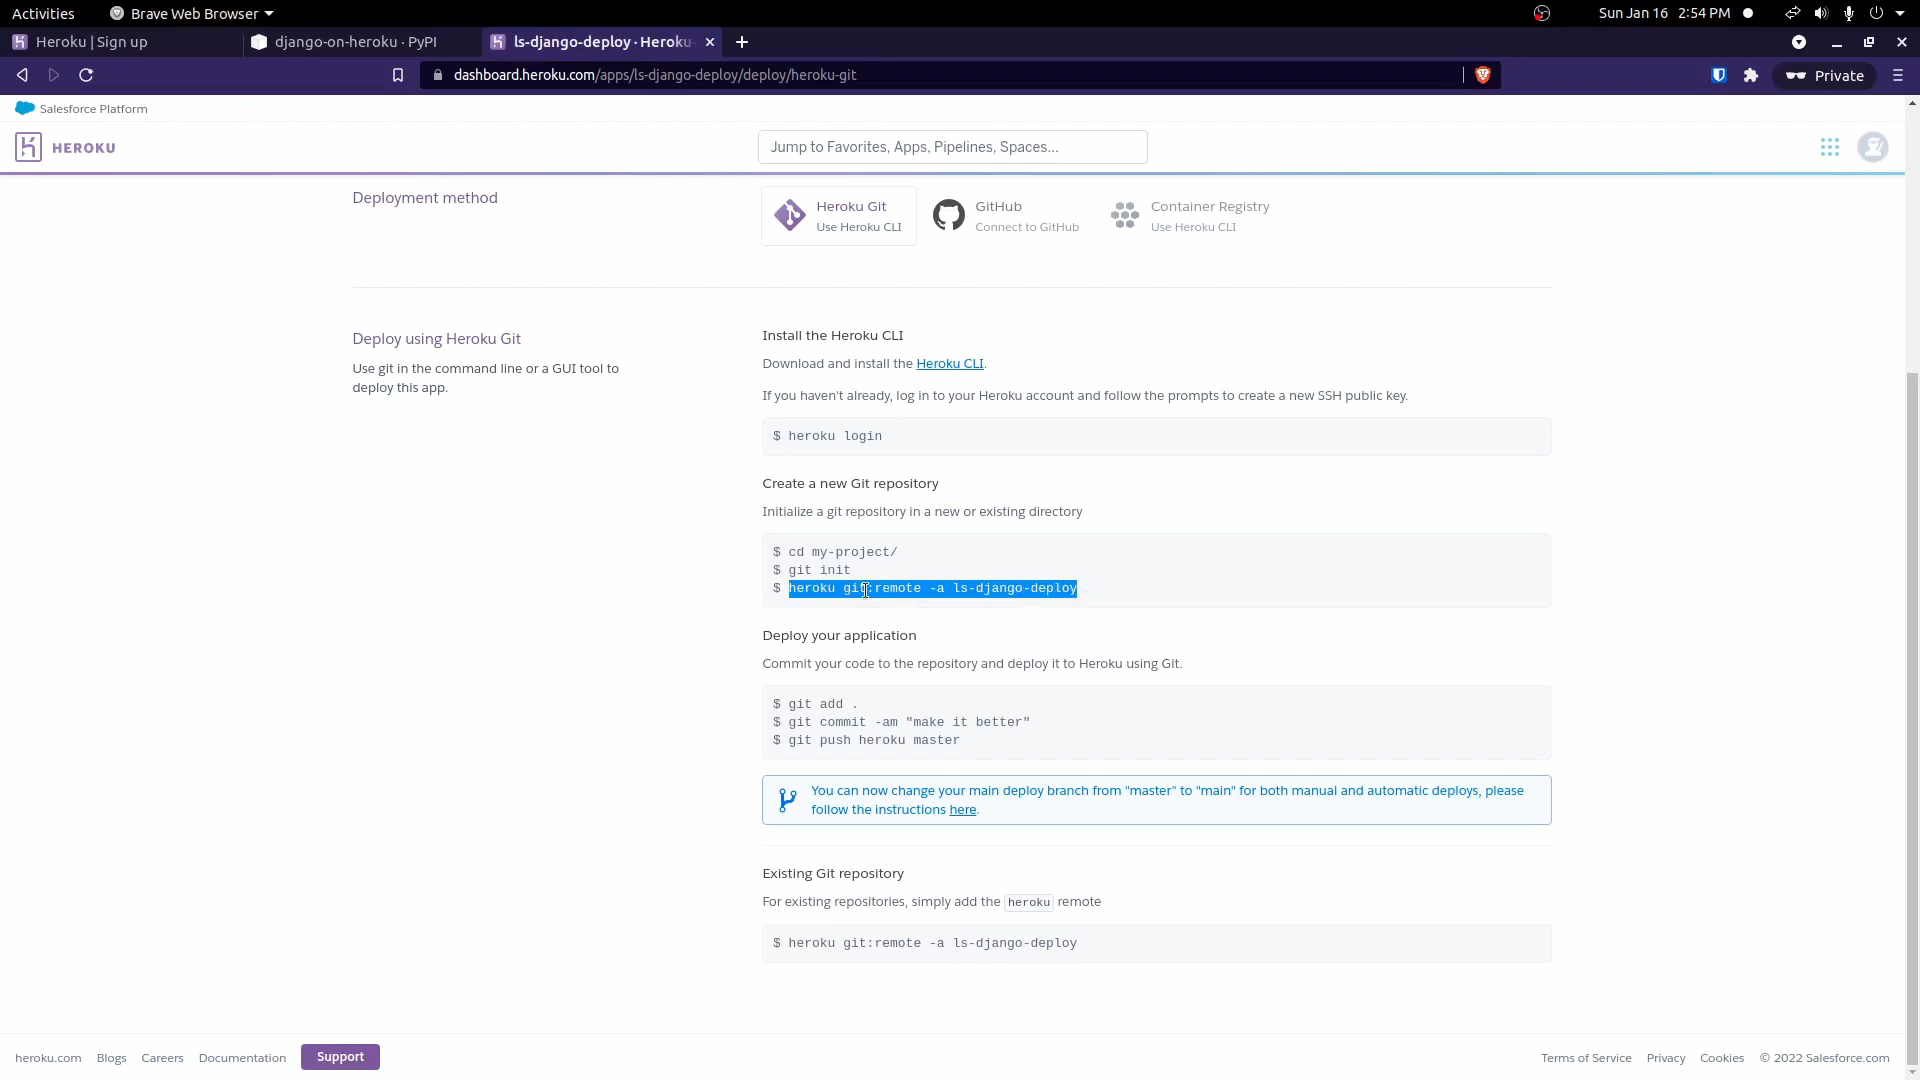 Activities
Brave Web Browser
Sun Jan 16 2:54 PM
Heroku | Sign up
django-on-heroku · PyPI
ls-django-deploy · Heroku
dashboard.heroku.com/apps/ls-django-deploy/deploy/heroku-git
Private
Salesforce Platform
HEROKU
Jump to Favorites, Apps, Pipelines, Spaces...
Deployment method
Heroku Git
Use Heroku CLI
GitHub
Connect to GitHub
Container Registry
Use Heroku CLI
Deploy using Heroku Git
Use git in the command line or a GUI tool to
deploy this app.
Install the Heroku CLI
Download and install the Heroku CLI.
If you haven't already, log in to your Heroku account and follow the prompts to create a new SSH public key.
$ heroku login
Create a new Git repository
Initialize a git repository in a new or existing directory
$ cd my-project/
$ git init
$ heroku git:remote -a ls-django-deploy
Deploy your application
Commit your code to the repository and deploy it to Heroku using Git.
$ git add .
$ git commit -am "make it better"
$ git push heroku master
You can now change your main deploy branch from "master" to "main" for both manual and automatic deploys, please
follow the instructions here.
Existing Git repository
For existing repositories, simply add the heroku remote
$ heroku git:remote -a ls-django-deploy
heroku.com
Blogs
Careers
Documentation
Support
Terms of Service
Privacy
Cookies
© 2022 Salesforce.com